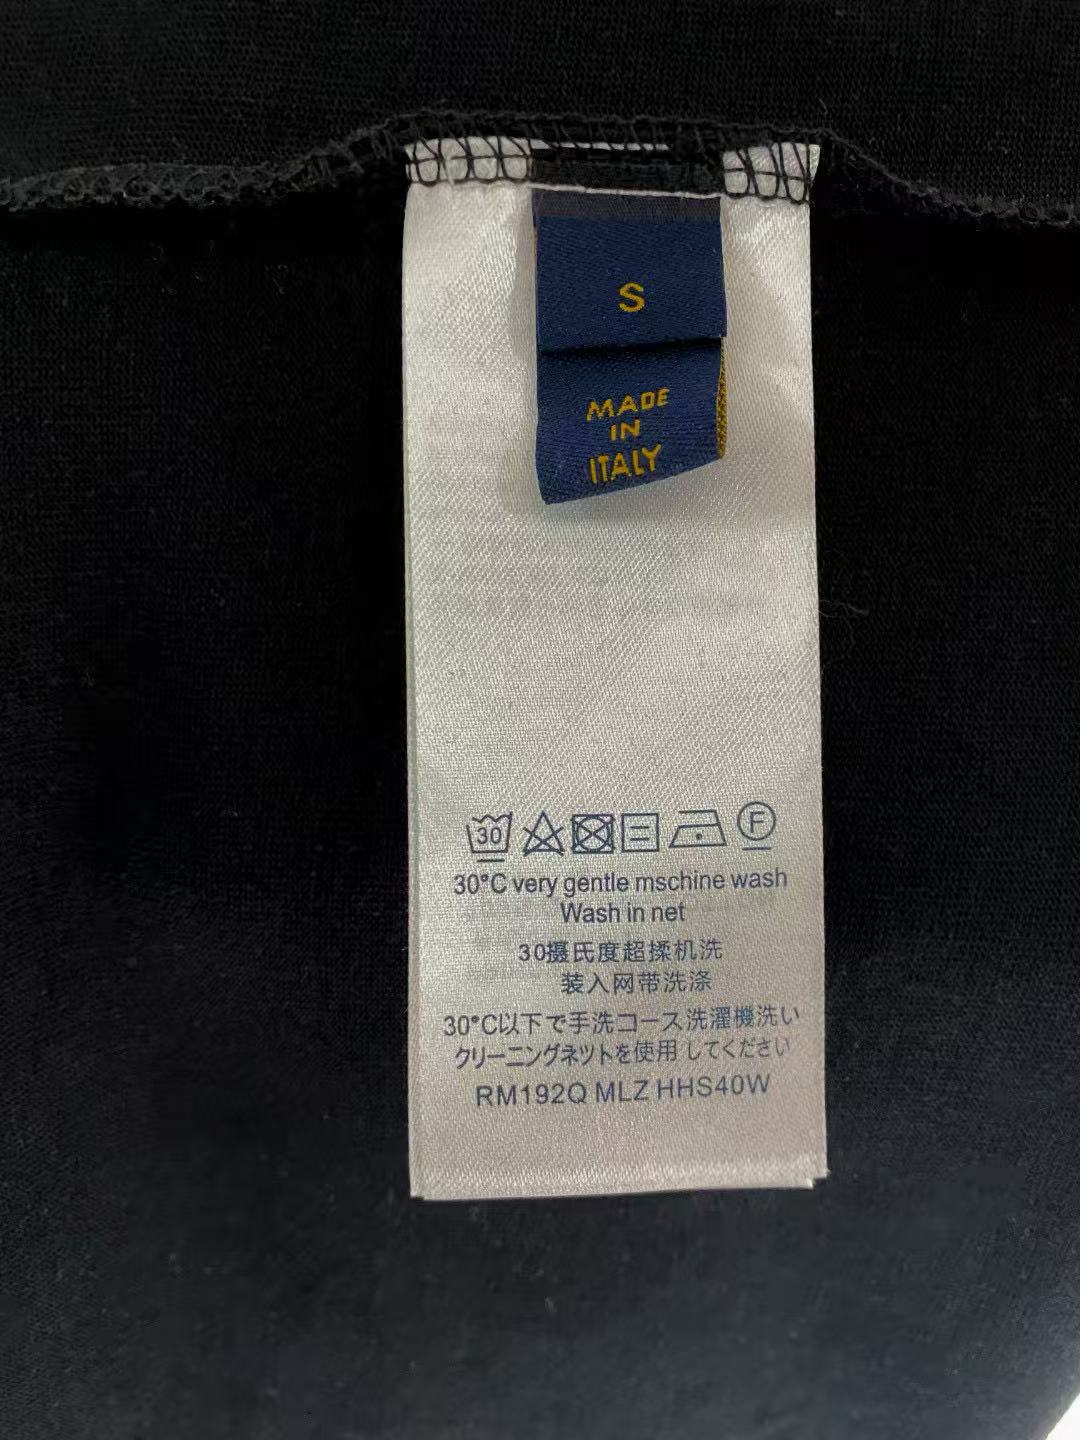 S
MADE
IN
ITALY
30 F
30°C very gentle mschine wash
Wash in net
30摄氏度超揉机洗
装入网带洗涤
30°C以下で手洗コース洗濯機洗い
クリーニングネツトを使用してください
RM192Q MLZ HHS40W